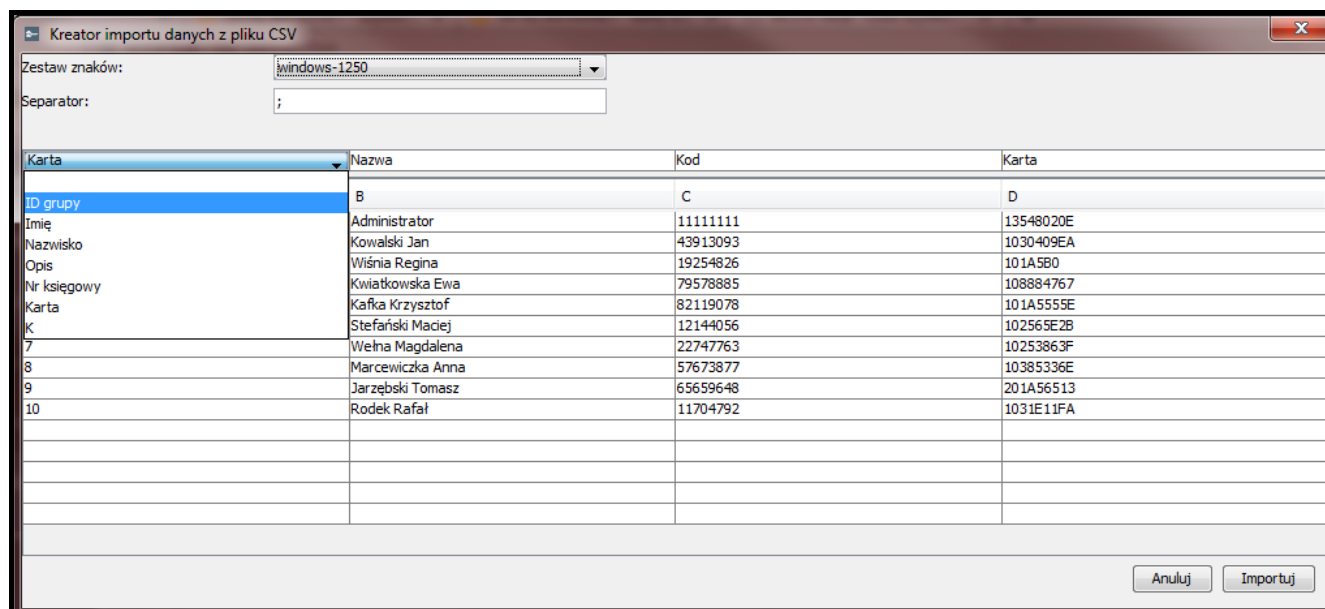 Kreator importu danych z pliku CSV
X
Zestaw znaków: windows-1250
Separator: ;
Karta Nazwa Kod Karta
ID grupy B C D
Imię Administrator 11111111 13548020E
Nazwisko Kowalski Jan 43913093 1030409EA
Opis Wiśnia Regina 19254826 101A5B0
Nr księgowy Kwiatkowska Ewa 79578885 108884767
Karta Kafka Krzysztof 82119078 101A5555E
K Stefański Maciej 12144056 102565E2B
7 Wełna Magdalena 22747763 10253863F
8 Marcewiczka Anna 57673877 10385336E
9 Jarzębski Tomasz 65659648 201A56513
10 Rodek Rafał 11704792 1031E11FA
Anuluj Importuj